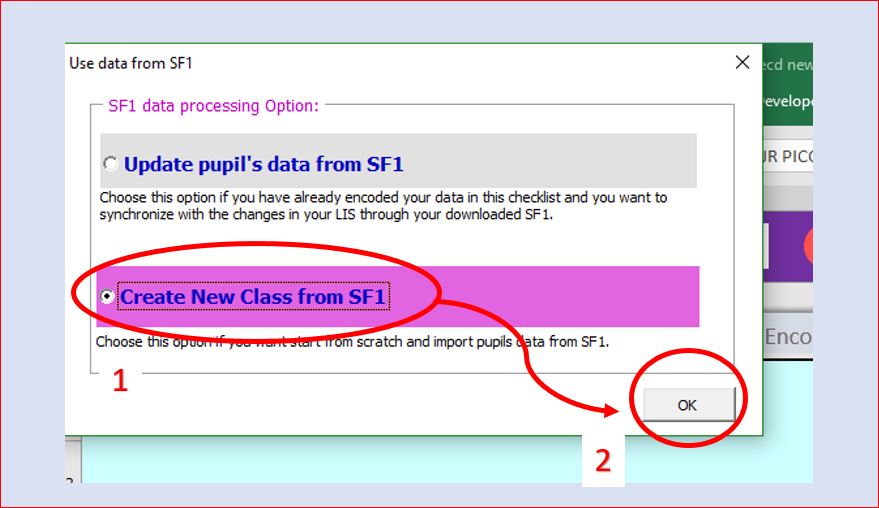 Use data from SF1
ecd new
SF1 data processing Option:
Update pupil's data from SF1
UR PICO
Choose this option if you have already encoded your data in this checklist and you want to
synchronize with the changes in your LIS through your downloaded SF1.
Create New Class from SF1
Enco
Choose this option if you want start from scratch and import pupils data from SF1.
1
OK
2